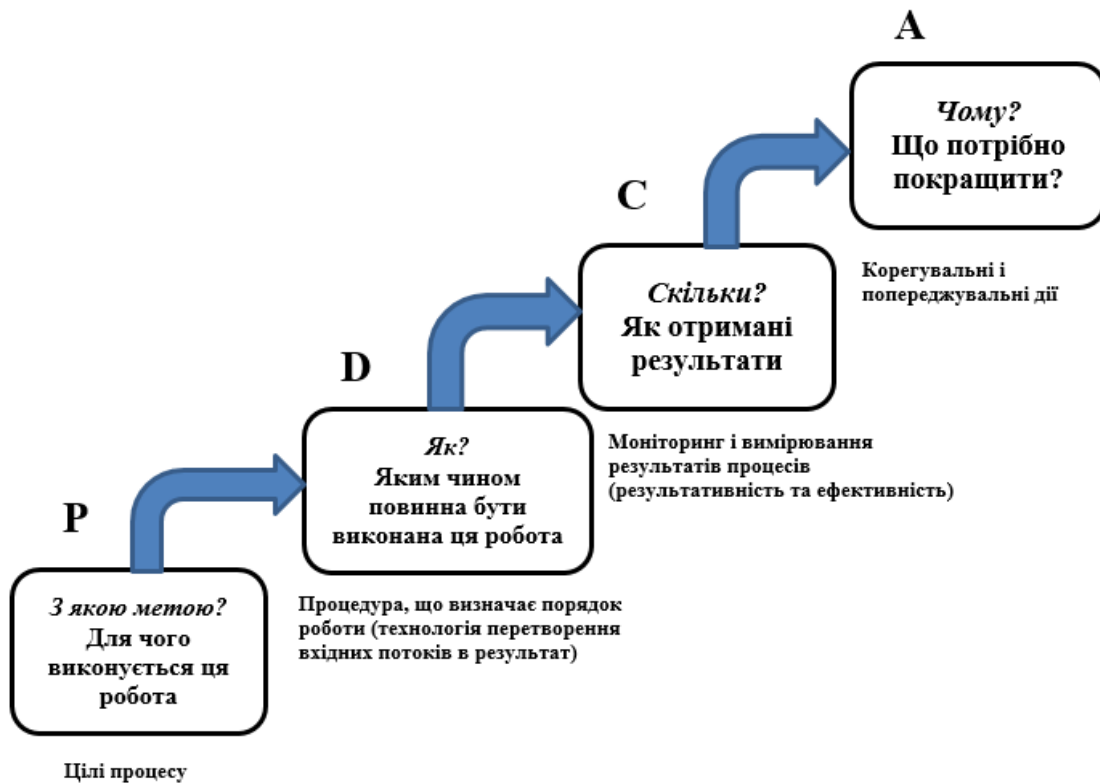 P
З якою метою?
Для чого
виконується ця
робота
Цілі процесу
D
Як?
Яким чином
повинна бути
виконана ця робота
Процедура, що визначає порядок
роботи (технологія перетворення
вхідних потоків в результат)
C
Скільки?
Як отримані
результати
Моніторинг і вимірювання
результатів процесів
(результативність та ефективність)
A
Чому?
Що потрібно
покращити?
Корегувальні і
попереджувальні дії